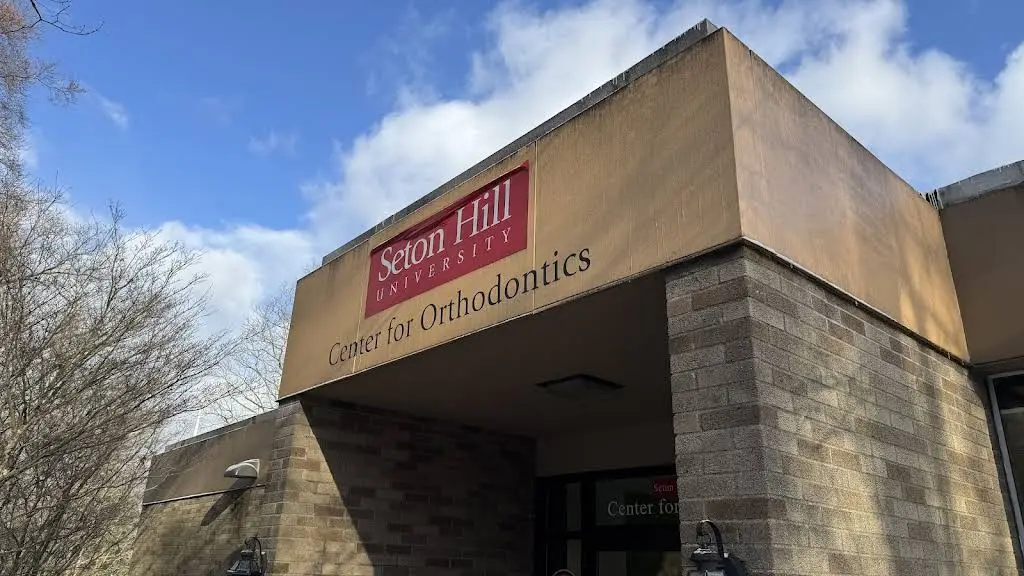 Seton Hill
UNIVERSITY
Center for Orthodontics
Seton
Center for